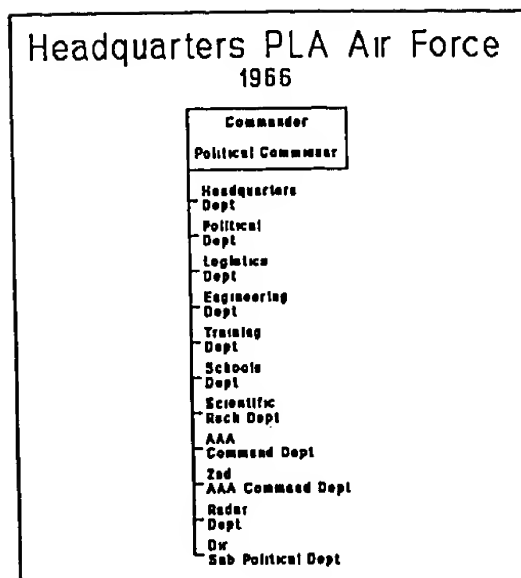 Headquarters PLA Air Force
1966
Commander
Political Commissar
Headquarters
Dept
Political
Dept
Logistics
Dept
Engineering
Dept
Training
Dept
Schools
Dept
Scientific
Rsch Dept
AAA
Command Dept
2nd
AAA Command Dept
Radar
Dept
Dir
Sub Political Dept